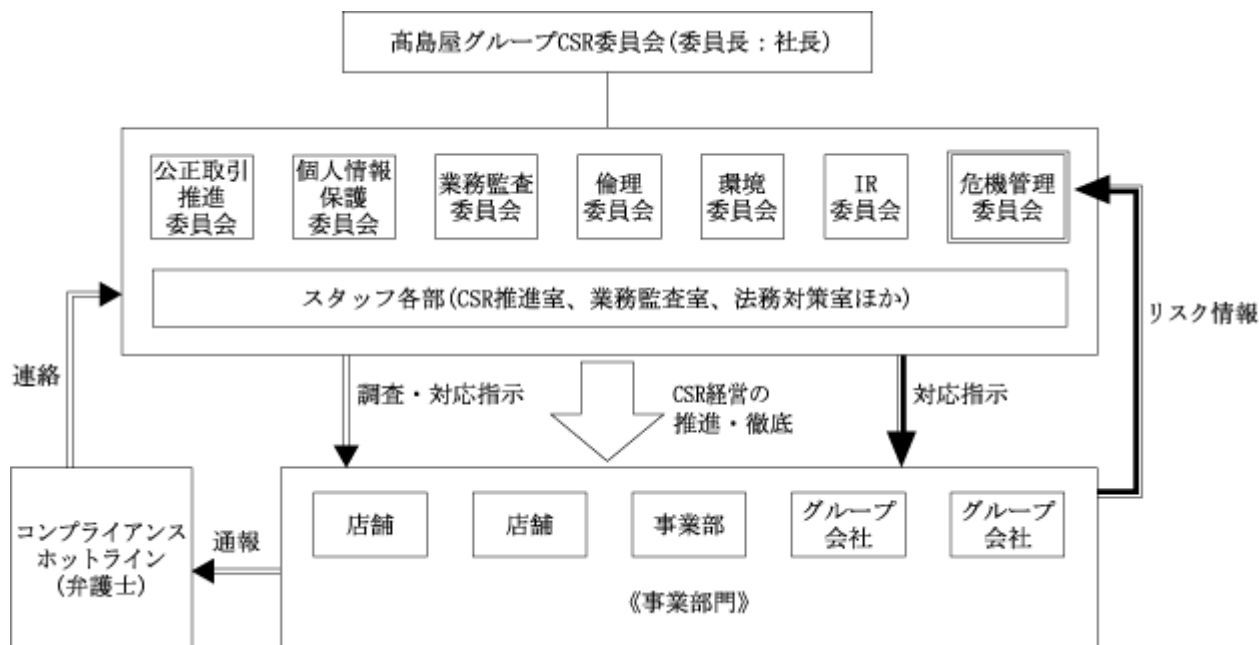 髙島屋グループCSR委員会(委員長：社長)
公正取引
推進
委員会
個人情報
保護
委員会
業務監査
委員会
倫理
委員会
環境
委員会
IR
委員会
危機管理
委員会
スタッフ各部(CSR推進室、業務監査室、法務対策室ほか)
リスク情報
連絡
調査・対応指示
CSR経営の
推進・徹底
対応指示
コンプライアンス
ホットライン
(弁護士)
通報
店舗
店舗
事業部
グループ
会社
グループ
会社
《事業部門》